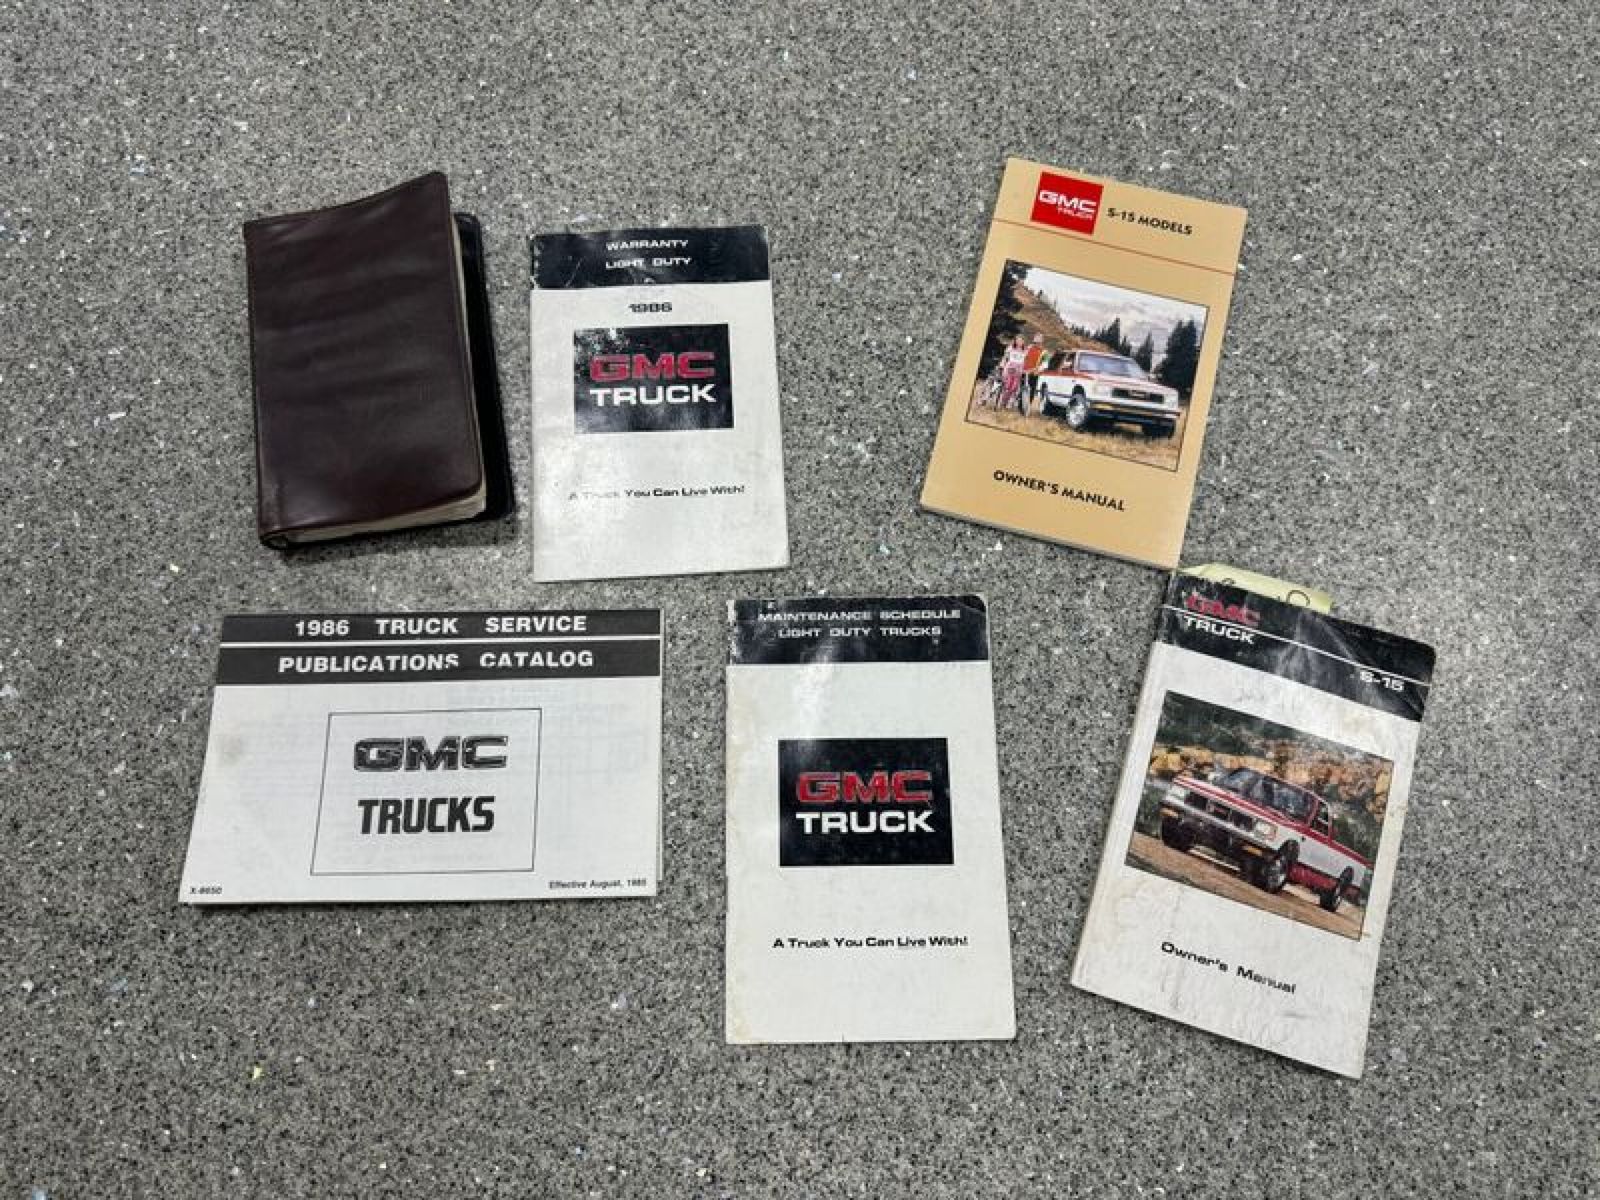 WARRANTY
LIGHT DUTY
1986
GMC
TRUCK
A Truck You Can Live With!
GMC
TRUCK
S-15 MODELS
OWNER'S MANUAL
1986 TRUCK SERVICE
PUBLICATIONS CATALOG
GMC
TRUCKS
X-8650
Effective August, 1985
MAINTENANCE SCHEDULE
LIGHT DUTY TRUCKS
GMC
TRUCK
A Truck You Can Live With!
GMC
TRUCK
S-15
Owner's Manual